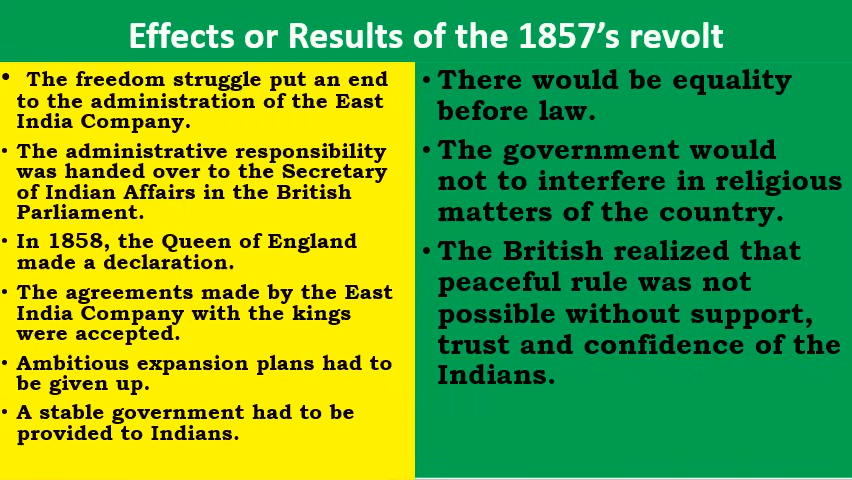 Effects or Results of the 1857's revolt
• The freedom struggle put an end
to the administration of the East
India Company.
• The administrative responsibility
was handed over to the Secretary
of Indian Affairs in the British
Parliament.
• In 1858, the Queen of England
made a declaration.
• The agreements made by the East
India Company with the kings
were accepted.
• Ambitious expansion plans had to
be given up.
• A stable government had to be
provided to Indians.
• There would be equality
before law.
• The government would
not to interfere in religious
matters of the country.
• The British realized that
peaceful rule was not
possible without support,
trust and confidence of the
Indians.